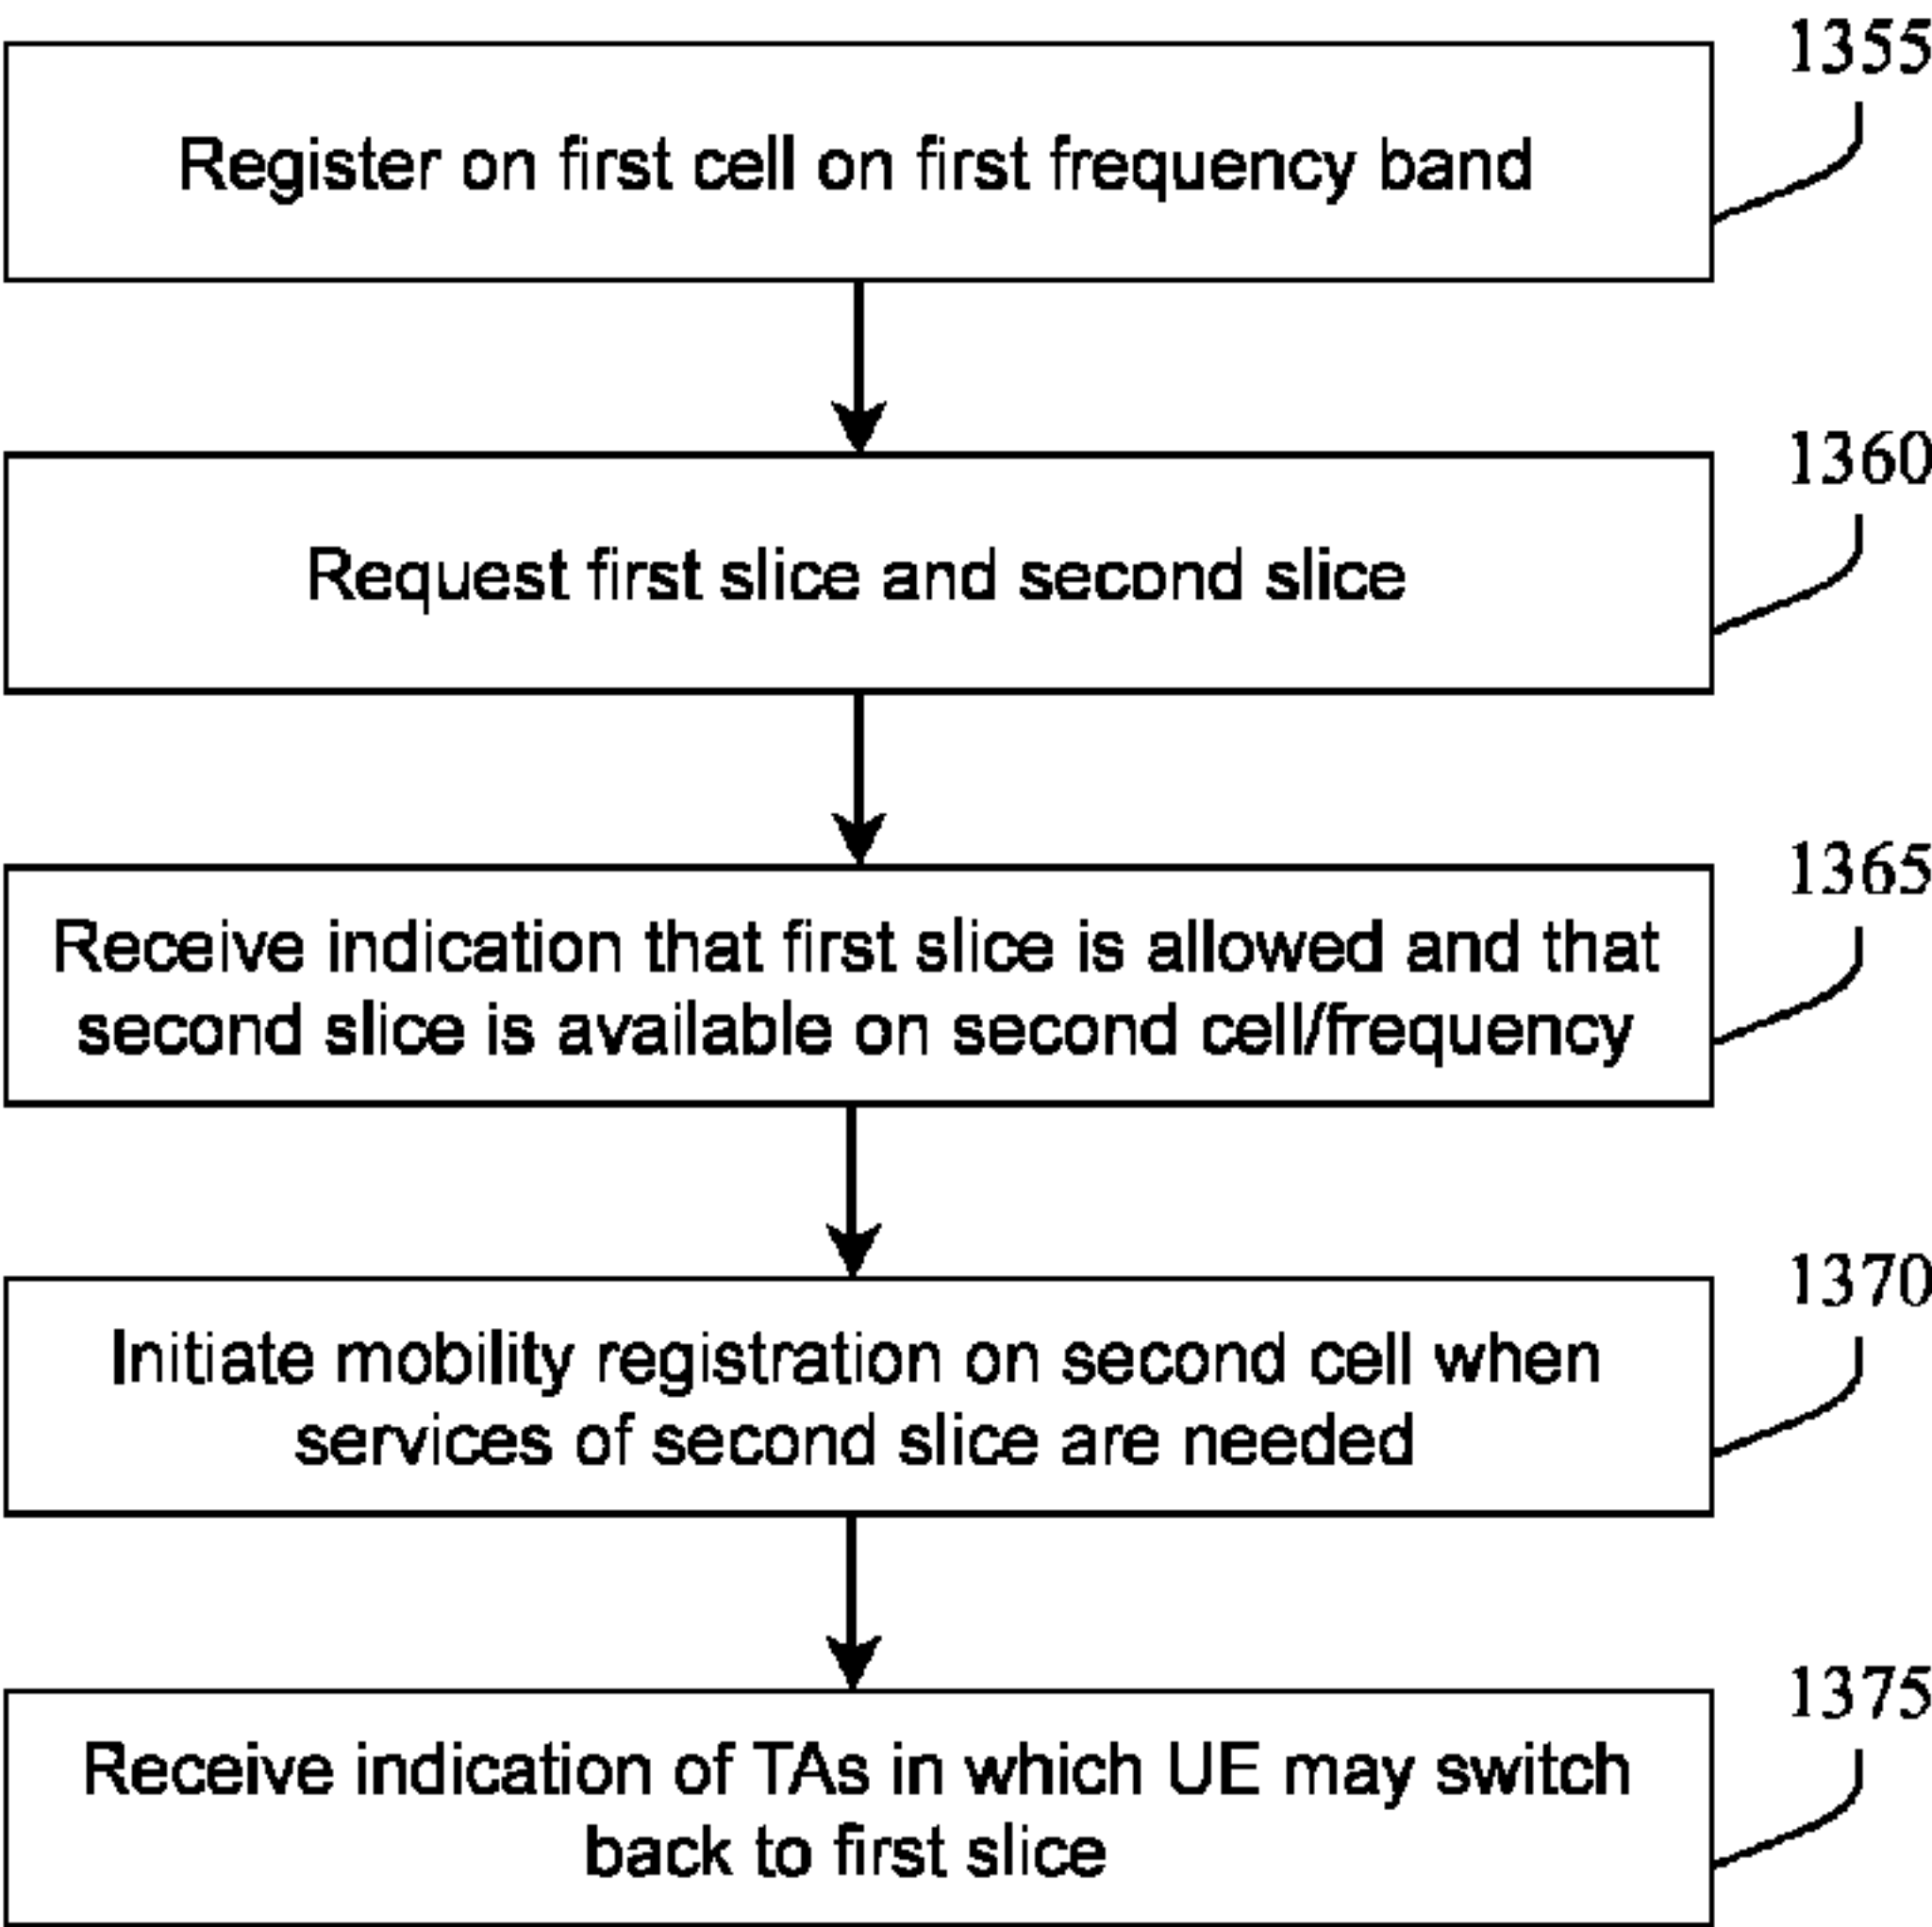 1355
Register on first cell on first frequency band
1360
Request first slice and second slice
1365
Receive indication that first slice is allowed and that
second slice is available on second cell/frequency
1370
Initiate mobility registration on second cell when
services of second slice are needed
1375
Receive indication of TAs in which UE may switch
back to first slice